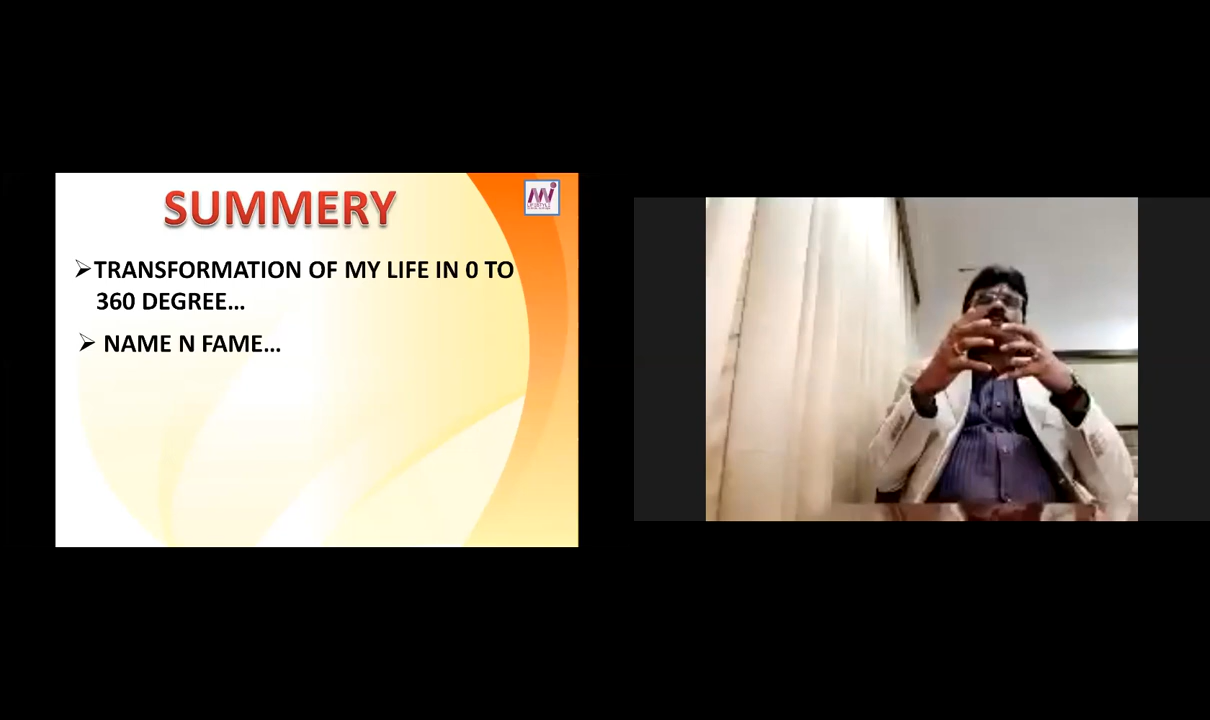 SUMMERY
➢TRANSFORMATION OF MY LIFE IN 0 TO
360 DEGREE...
➢ NAME N FAME...